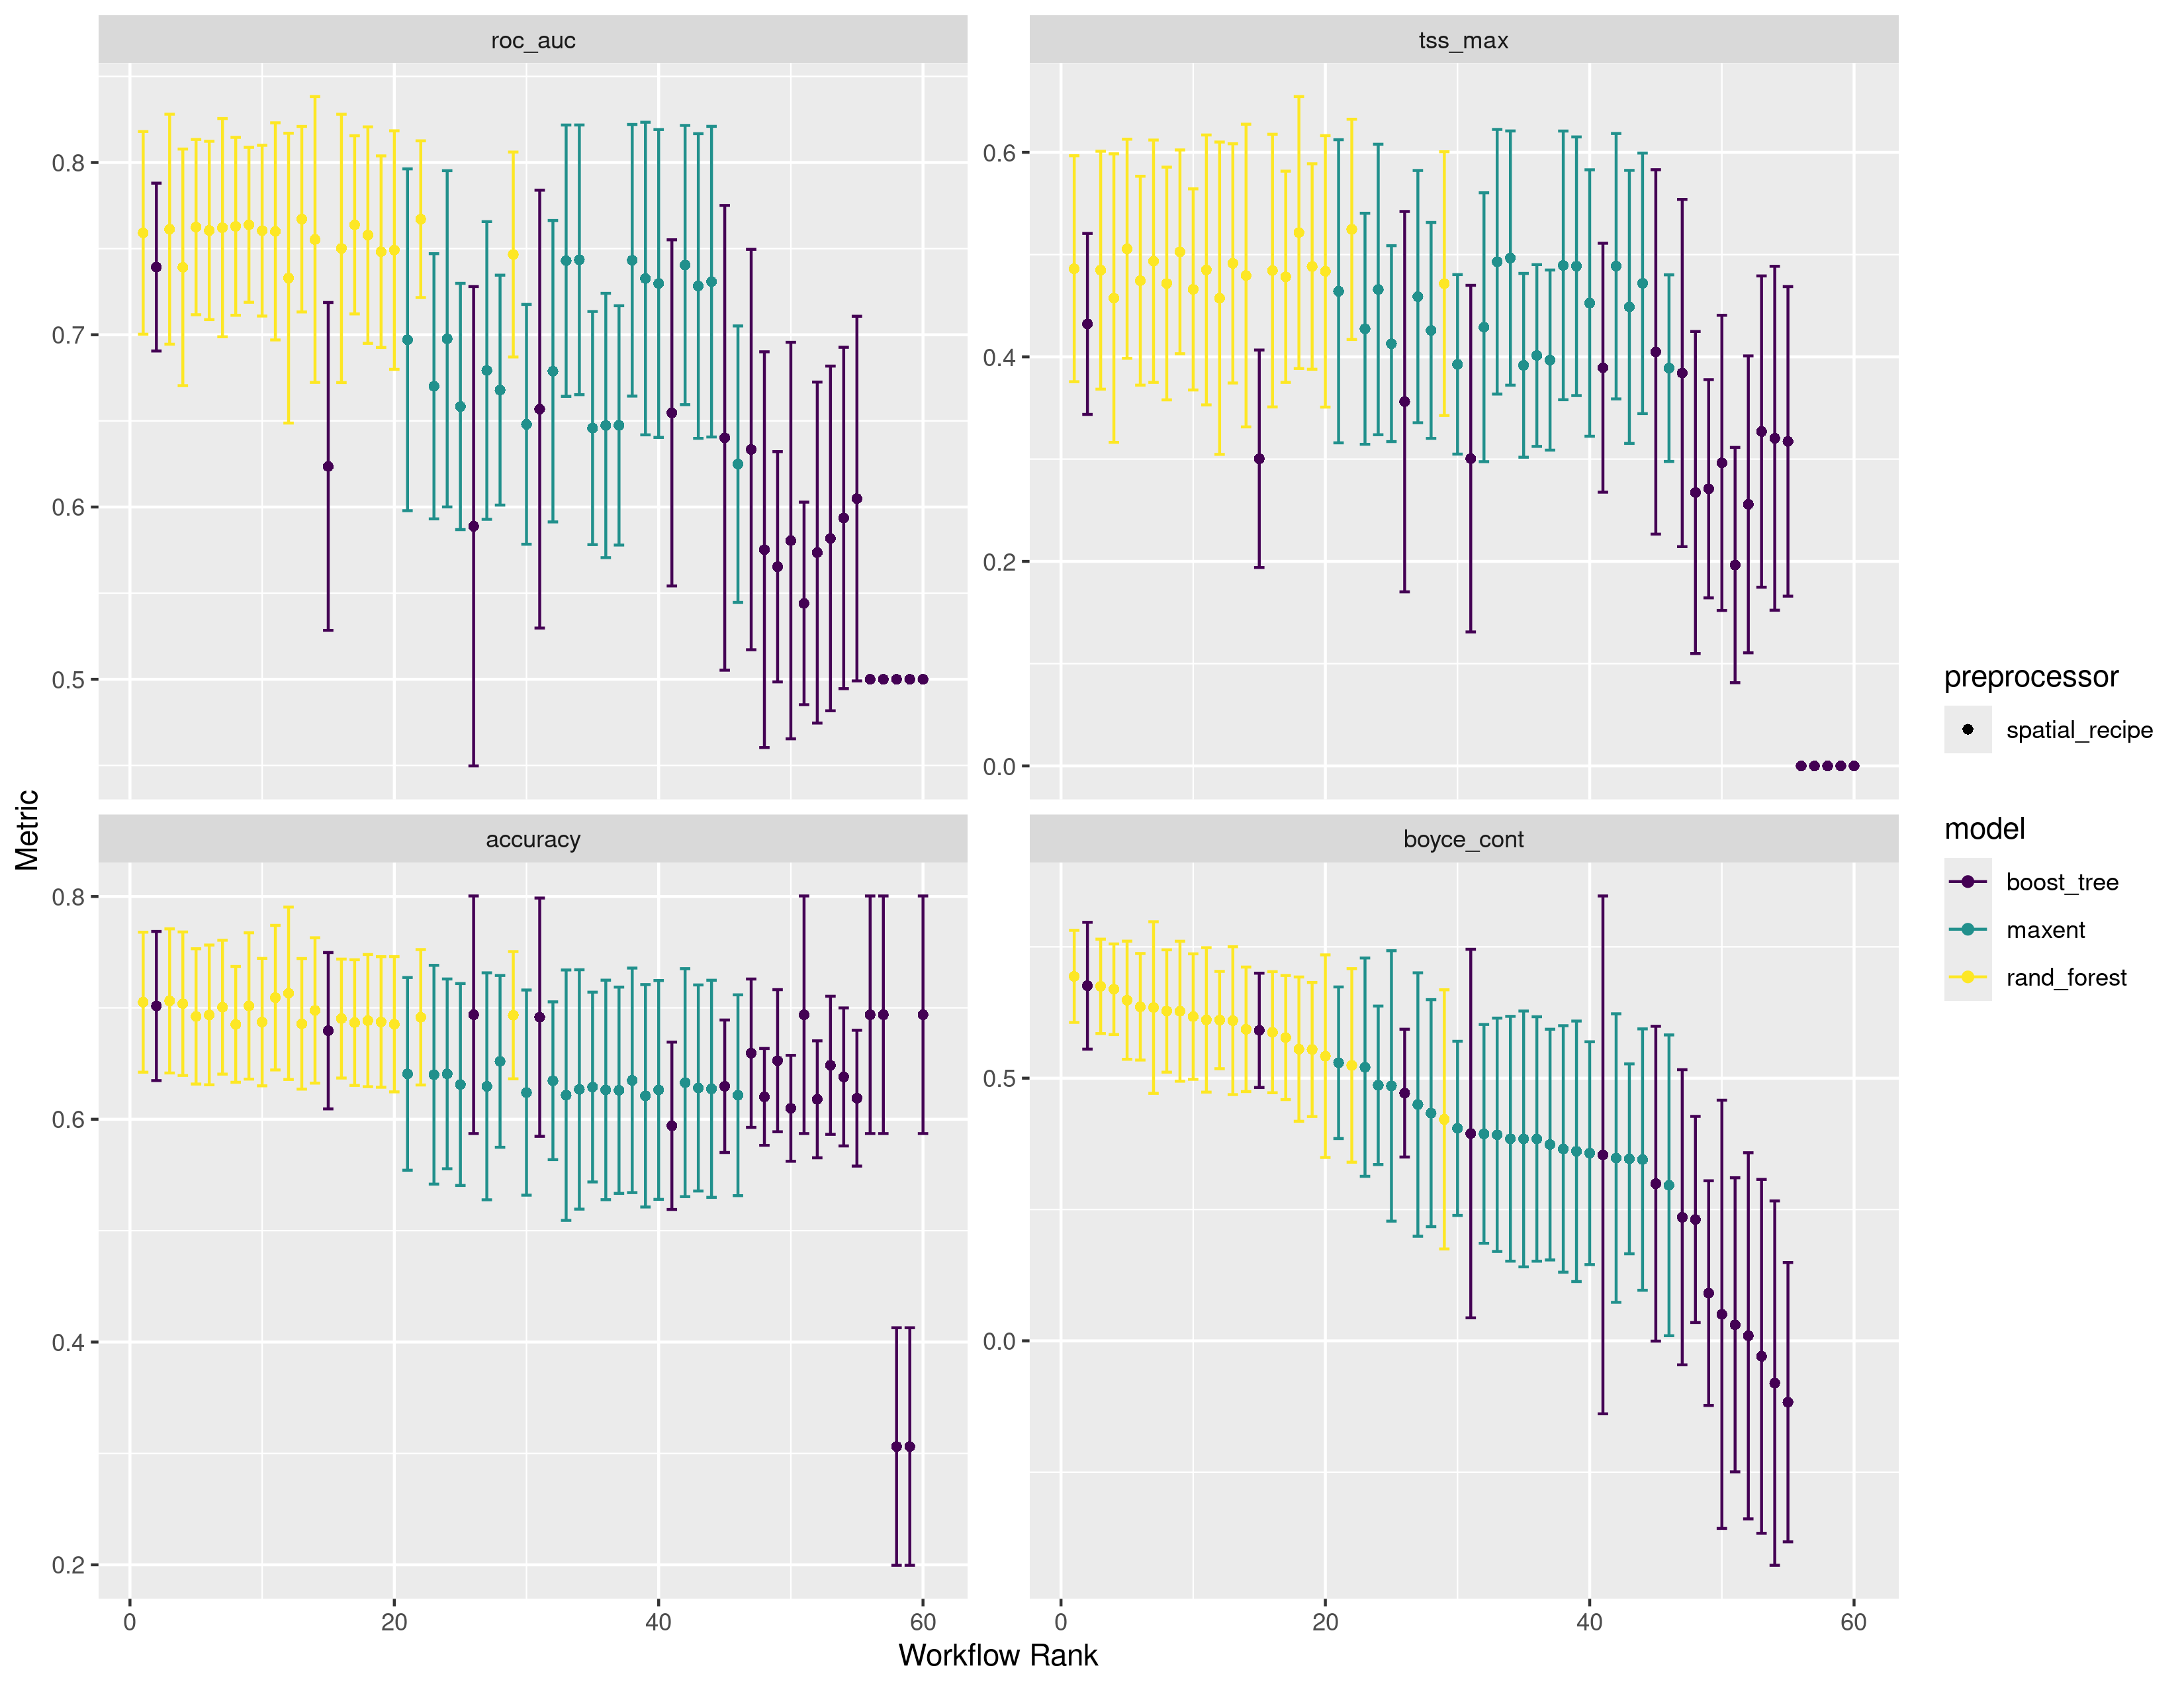 roc_auc
tss_max
0.8
0.7
0.6
0.5
0.6
0.4
0.2
0.0
accuracy
boyce_cont
0.8
0.6
0.4
0.2
0.5
0.0
0
20
40
60
0
20
40
60
Metric
Workflow Rank
preprocessor
spatial_recipe
model
boost_tree
maxent
rand_forest